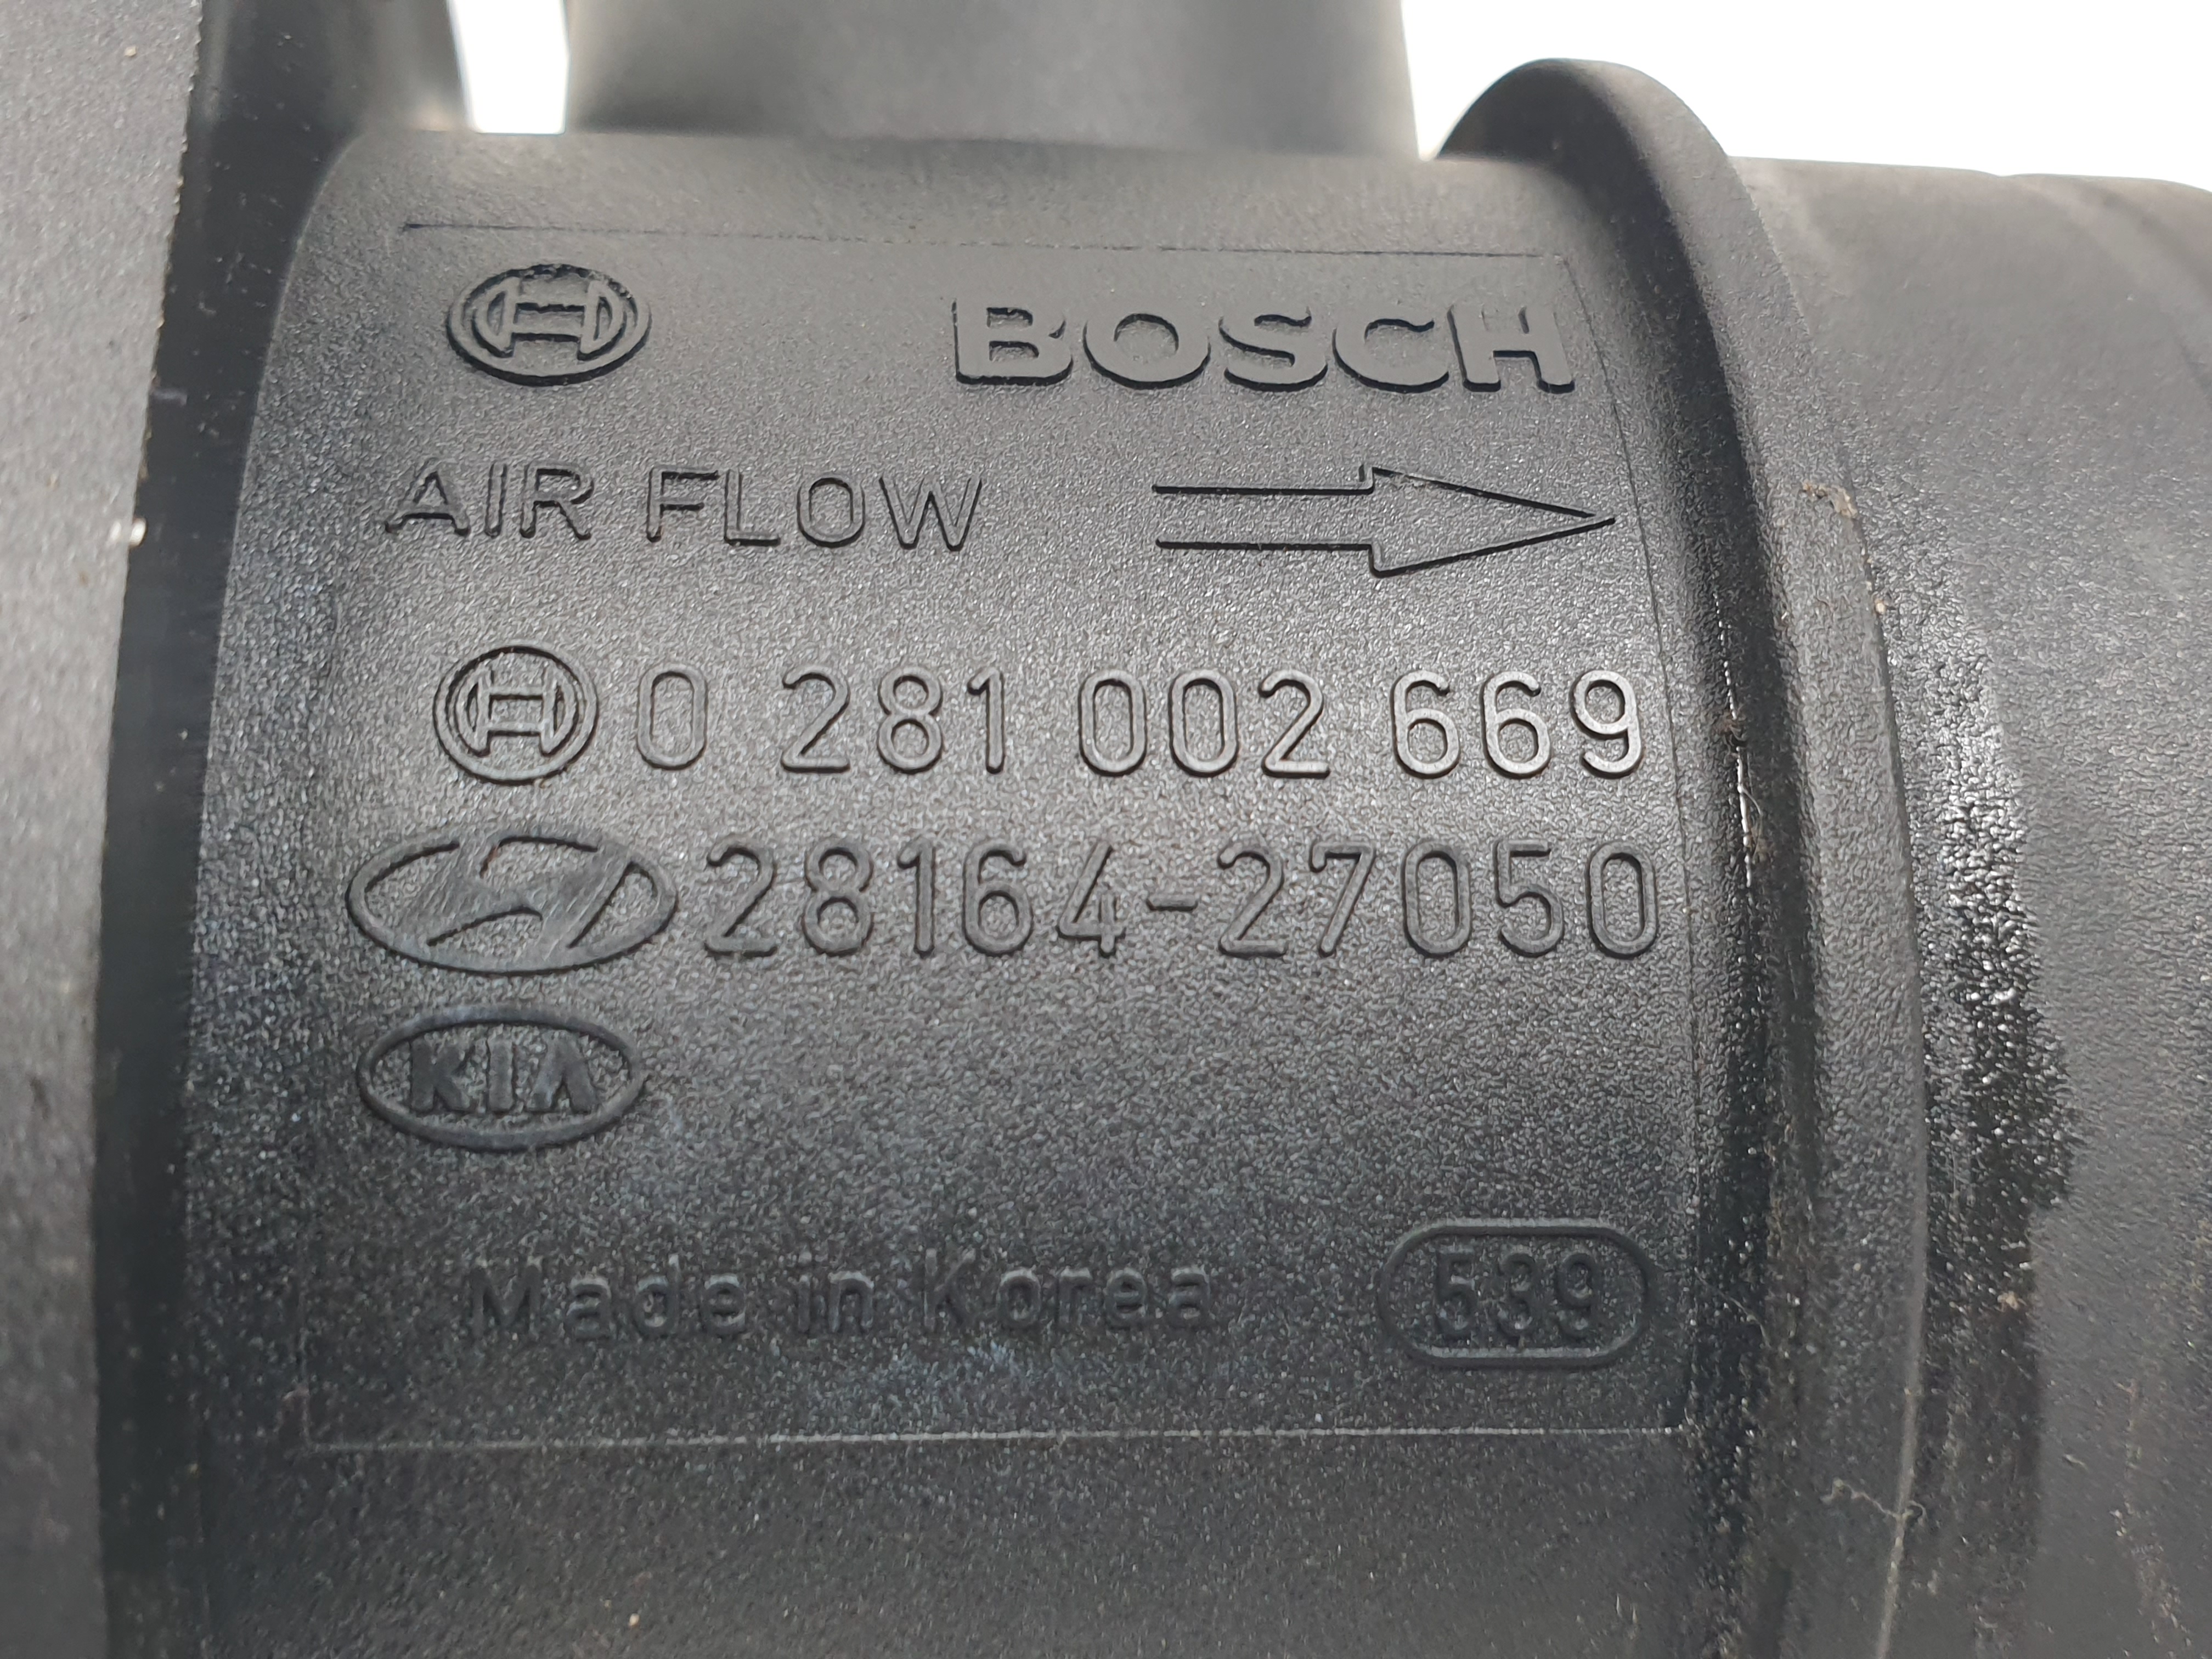 BOSCH
AIR FLOW
0 281 002 669
28164-27050
KIA
Made in Korea 539